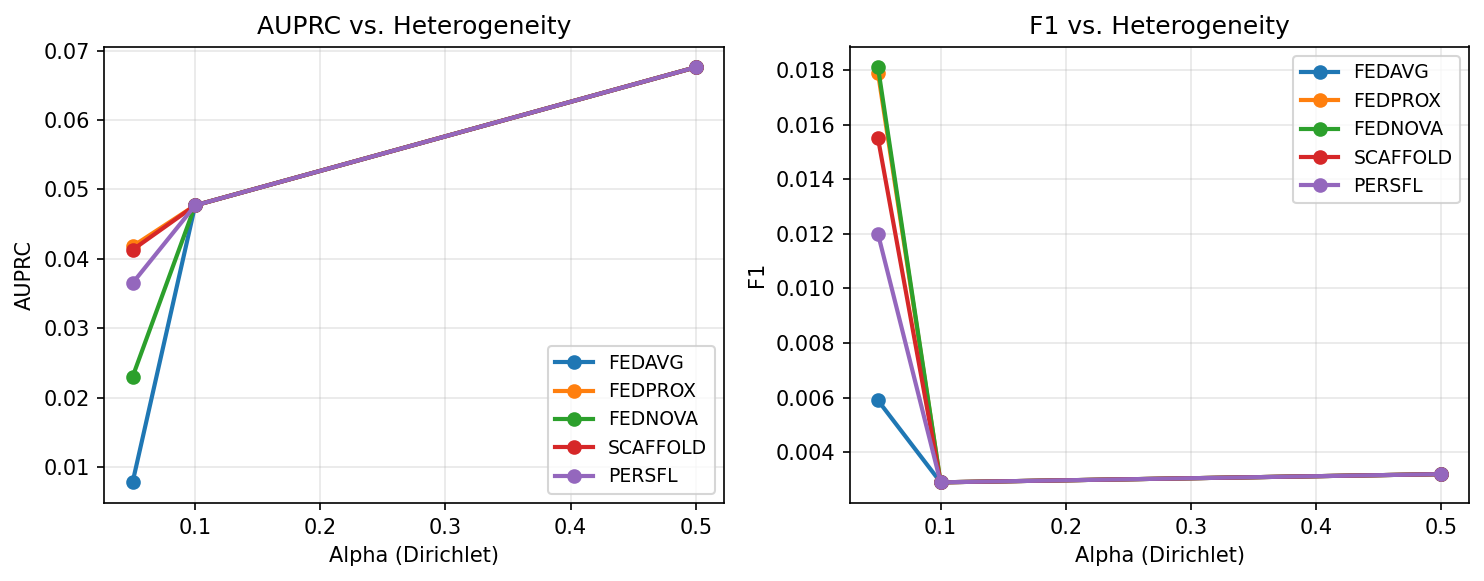 AUPRC vs. Heterogeneity
AUPRC
0.07
0.06
0.05
0.04
0.03
0.02
0.01
0.1
0.2
0.3
0.4
0.5
Alpha (Dirichlet)
FEDAVG
FEDPROX
FEDNOVA
SCAFFOLD
PERSFL
F1 vs. Heterogeneity
F1
0.018
0.016
0.014
0.012
0.010
0.008
0.006
0.004
0.1
0.2
0.3
0.4
0.5
Alpha (Dirichlet)
FEDAVG
FEDPROX
FEDNOVA
SCAFFOLD
PERSFL